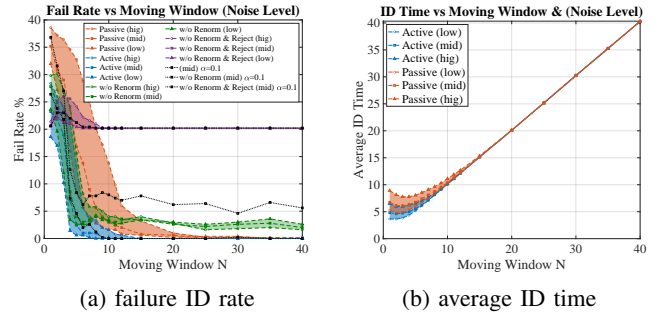 Fail Rate vs Moving Window (Noise Level)
40
35
30
25
20
15
10
5
0
Fail Rate %
Passive (hig)
Passive (mid)
Passive (low)
Active (hig)
Active (mid)
Active (low)
w/o Renorm (hig)
w/o Renorm (mid)
w/o Renorm (low)
w/o Renorm & Reject (hig)
w/o Renorm & Reject (mid)
w/o Renorm & Reject (low)
(mid) α=0.1
w/o Renorm (mid) α=0.1
w/o Renorm & Reject (mid) α=0.1
0 5 10 15 20 25 30 35 40
Moving Window N
(a) failure ID rate
ID Time vs Moving Window & (Noise Level)
40
35
30
25
20
15
10
5
0
Average ID Time
Active (low)
Active (mid)
Active (hig)
Passive (low)
Passive (mid)
Passive (hig)
0 10 20 30 40
Moving Window N
(b) average ID time